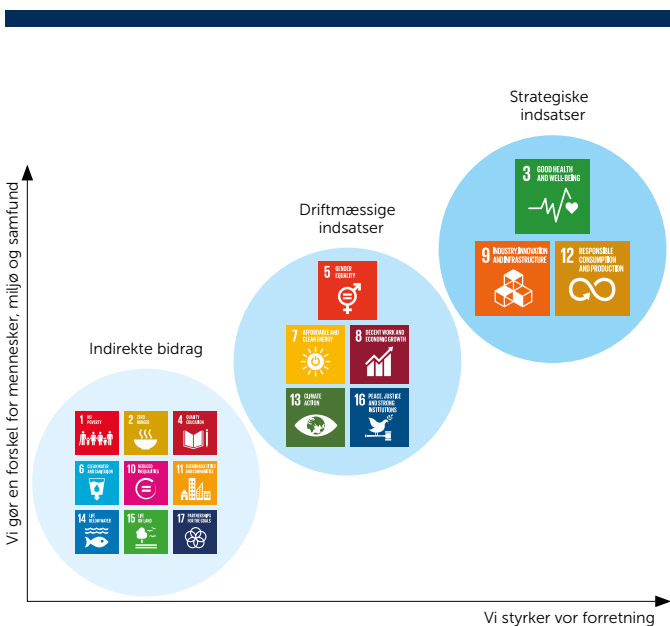 Strategiske
indsatser
3 GOOD HEALTH
AND WELL-BEING
9 INDUSTRY, INNOVATION
AND INFRASTRUCTURE
12 RESPONSIBLE
CONSUMPTION
AND PRODUCTION
Driftmæssige
indsatser
5 GENDER
EQUALITY
7 AFFORDABLE AND
CLEAN ENERGY
8 DECENT WORK AND
ECONOMIC GROWTH
13 CLIMATE
ACTION
16 PEACE, JUSTICE
AND STRONG
INSTITUTIONS
Indirekte bidrag
1 NO
POVERTY
2 ZERO
HUNGER
4 QUALITY
EDUCATION
6 CLEAN WATER
AND SANITATION
10 REDUCED
INEQUALITIES
11 SUSTAINABLE CITIES
AND COMMUNITIES
14 LIFE
BELOW WATER
15 LIFE
ON LAND
17 PARTNERSHIPS
FOR THE GOALS
Vi gør en forskel for mennesker, miljø og samfund
Vi styrker vor forretning